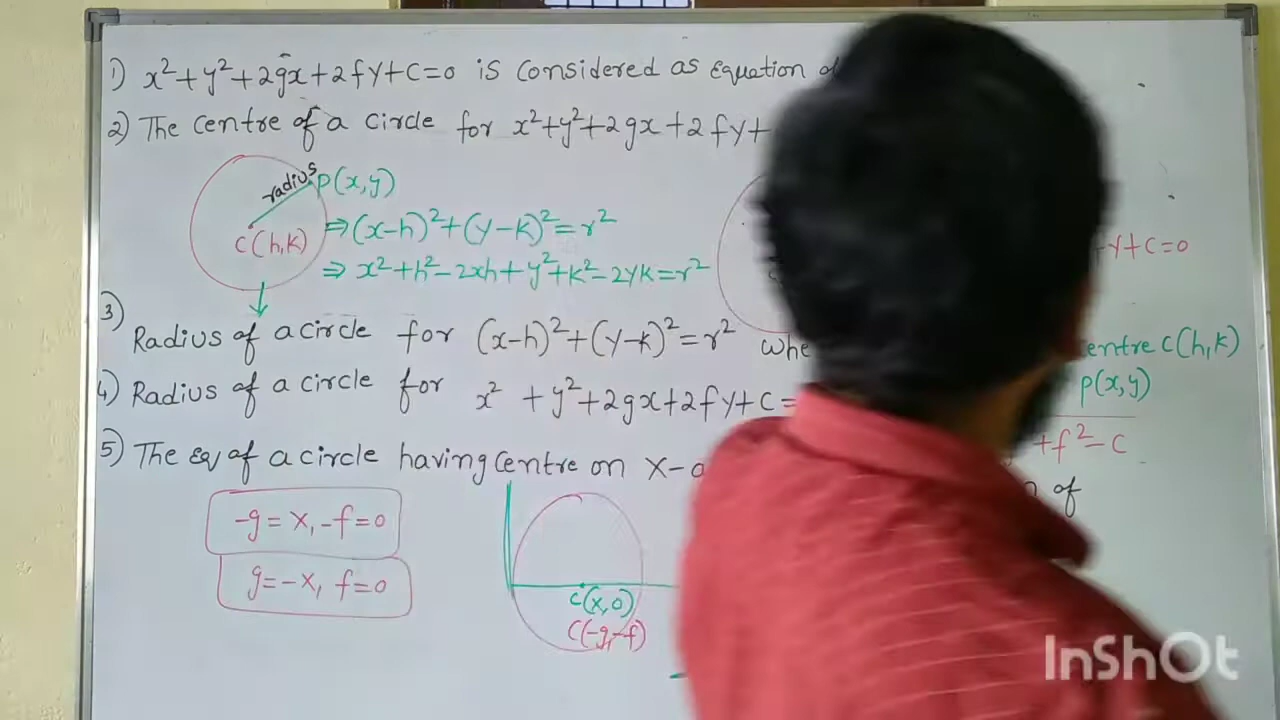 1) x²+y²+2gx+2fy+c=0 is considered as Equation of
2) The centre of a circle for x²+y²+2gx+2fy+
radius
P(x,y)
C(h,k)
⇒(x-h)²+(y-k)²=r²
⇒ x²+h²-2xh+y²+k²-2yk=r²
y+c=0
3) Radius of a circle for (x-h)²+(y-k)²=r² whe
entre C(h,k)
P(x,y)
4) Radius of a circle for x² +y²+2gx+2fy+c=
+f²-c
5) The Eq of a circle having centre on X-a
of
-g=x, -f=0
g=-x, f=0
C(x,0)
C(-g,-f)
InShOt